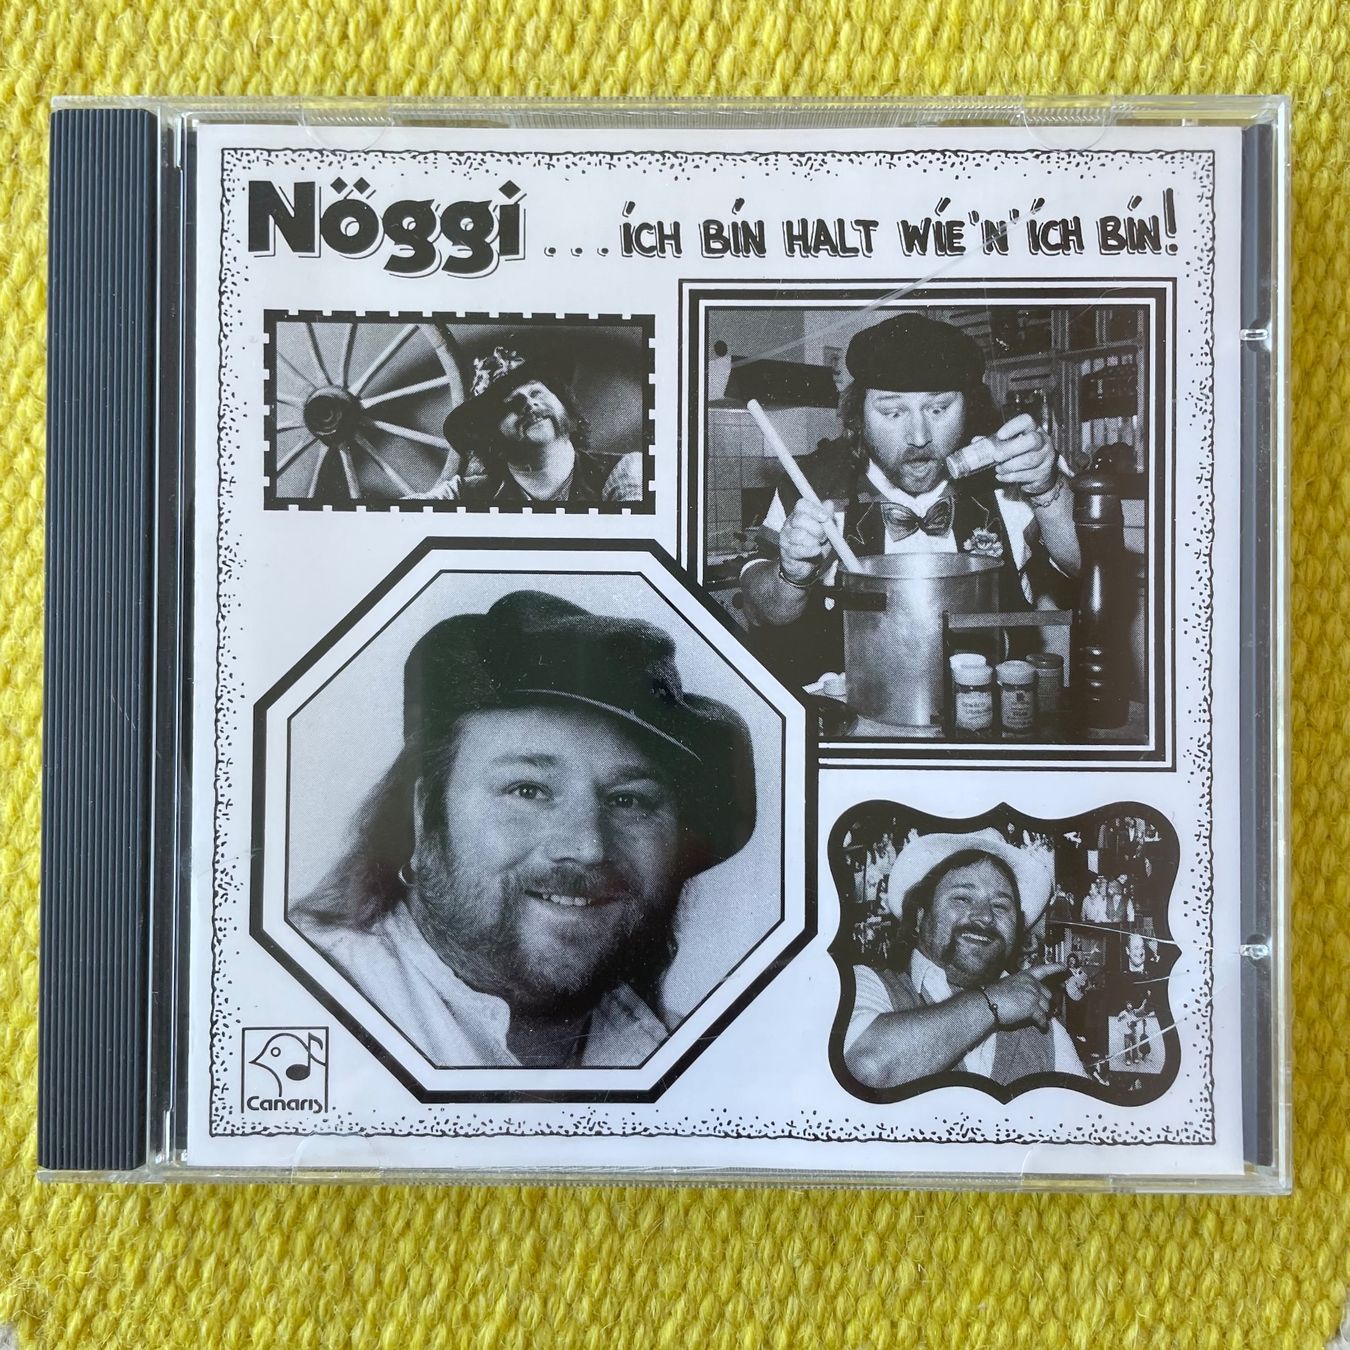 Nöggi ...ich bin halt wie'n'ich bin!
Canaris